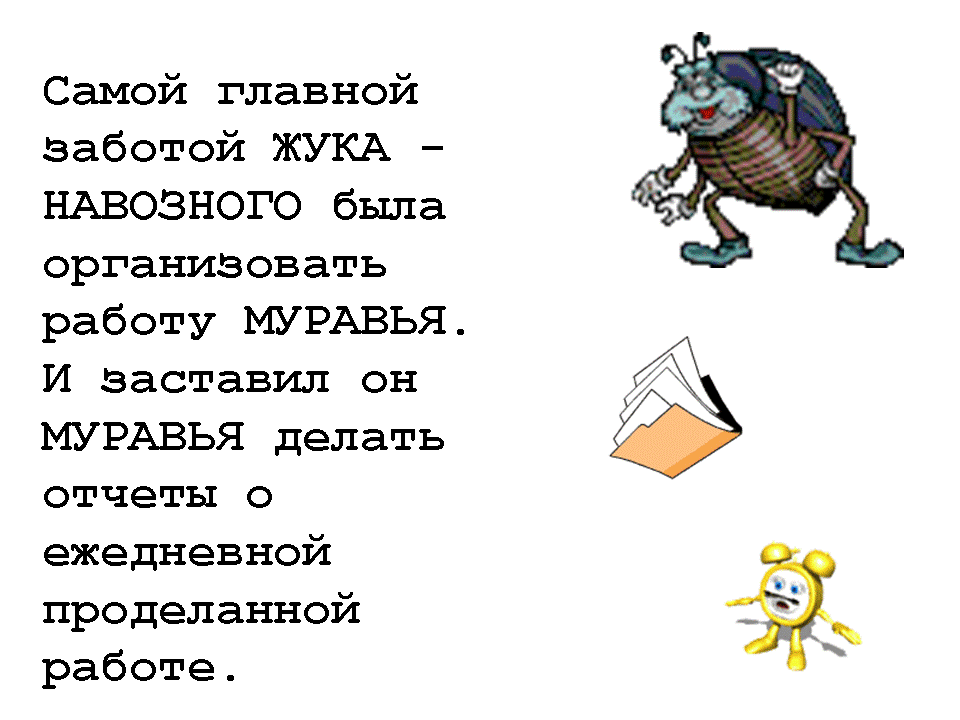 Самой главной
заботой ЖУКА -
НАВОЗНОГО была
организовать
работу МУРАВЬЯ.
И заставил он
МУРАВЬЯ делать
отчеты о
ежедневной
проделанной
работе.